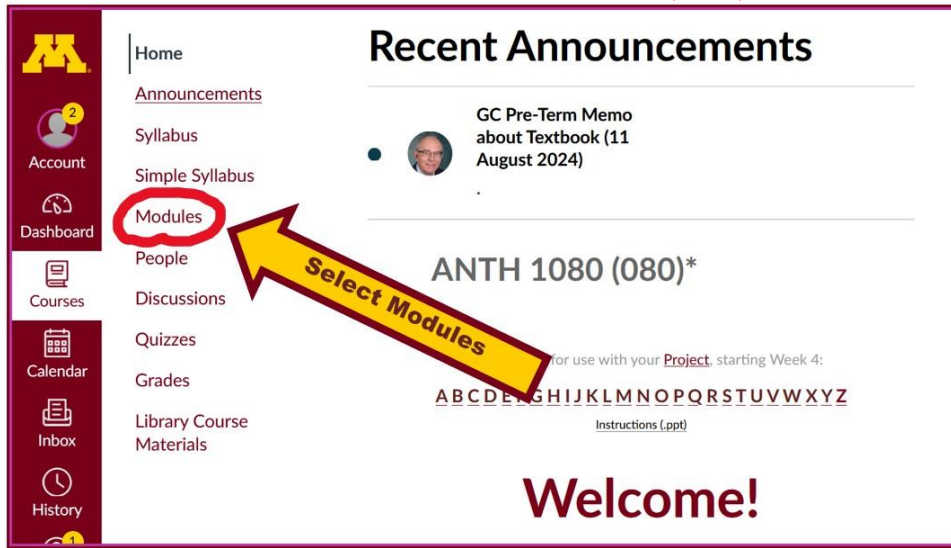 M
2
Account
Dashboard
Courses
Calendar
Inbox
History
1
Home
Announcements
Syllabus
Simple Syllabus
Modules
People
Discussions
Quizzes
Grades
Library Course
Materials
Select Modules
Recent Announcements
GC Pre-Term Memo
about Textbook (11
August 2024)
.
ANTH 1080 (080)*
for use with your Project, starting Week 4:
A B C D E F G H I J K L M N O P Q R S T U V W X Y Z
Instructions (.ppt)
Welcome!